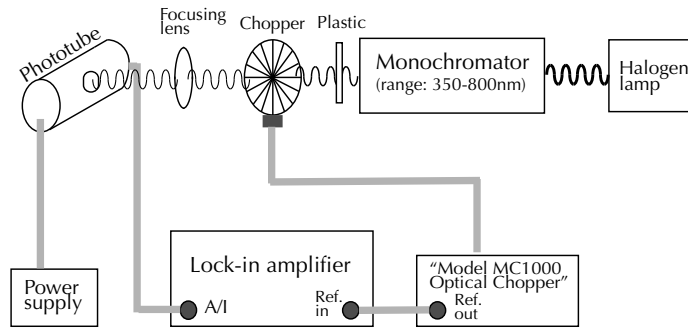 Phototube
Focusing
lens
Chopper
Plastic
Monochromator
(range: 350-800nm)
Halogen
lamp
Power
supply
Lock-in amplifier
A/I
Ref.
in
“Model MC1000
Optical Chopper”
Ref.
out